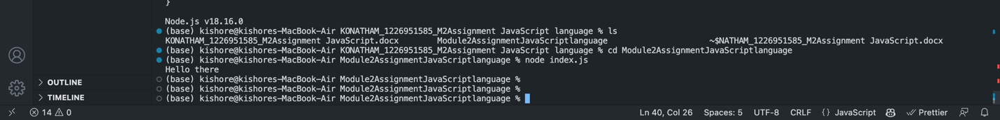 }
Node.js v18.16.0
(base) kishore@kishores-MacBook-Air KONATHAM_1226951585_M2Assignment JavaScript language % ls
KONATHAM_1226951585_M2Assignment JavaScript.docx Module2AssignmentJavaScriptlanguage ~$NATHAM_1226951585_M2Assignment JavaScript.docx
(base) kishore@kishores-MacBook-Air KONATHAM_1226951585_M2Assignment JavaScript language % cd Module2AssignmentJavaScriptlanguage
(base) kishore@kishores-MacBook-Air Module2AssignmentJavaScriptlanguage % node index.js
Hello there
(base) kishore@kishores-MacBook-Air Module2AssignmentJavaScriptlanguage %
(base) kishore@kishores-MacBook-Air Module2AssignmentJavaScriptlanguage %
(base) kishore@kishores-MacBook-Air Module2AssignmentJavaScriptlanguage %
OUTLINE
TIMELINE
14 0 Ln 40, Col 26 Spaces: 5 UTF-8 CRLF {} JavaScript Prettier